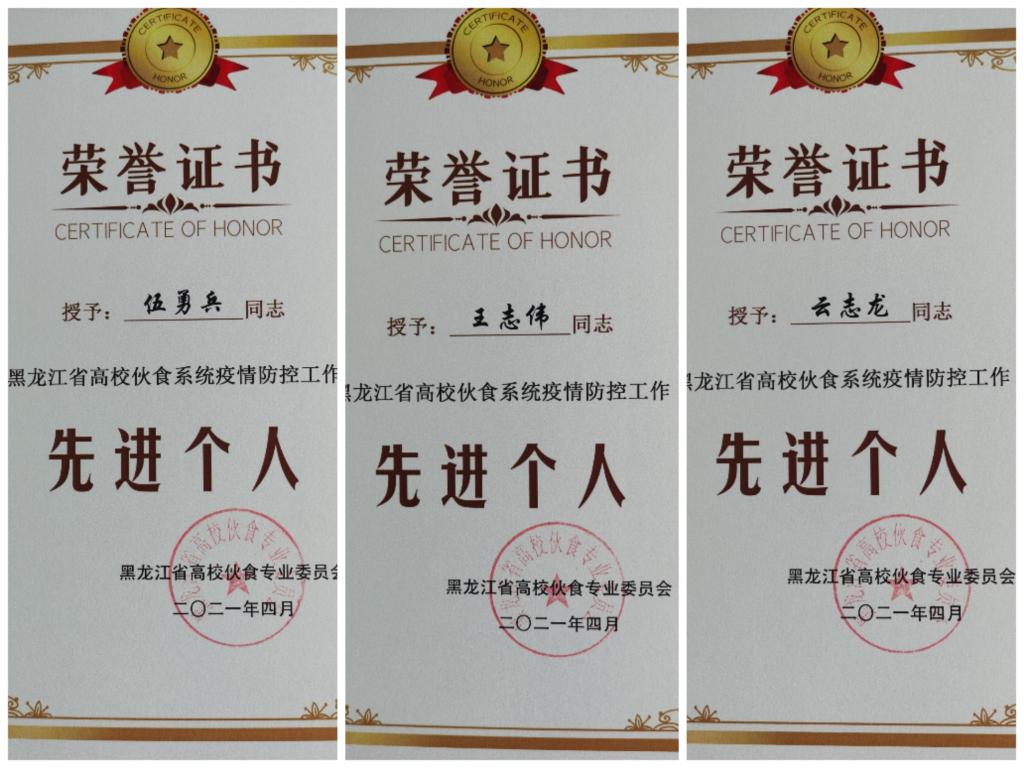 CERTIFICATE
HONOR
荣誉证书
CERTIFICATE OF HONOR
授予：伍勇兵同志
黑龙江省高校伙食系统疫情防控工作
先进个人
黑龙江省高校伙食专业委员会
二〇二一年四月
CERTIFICATE
HONOR
荣誉证书
CERTIFICATE OF HONOR
授予：王志伟同志
黑龙江省高校伙食系统疫情防控工作
先进个人
黑龙江省高校伙食专业委员会
二〇二一年四月
CERTIFICATE
HONOR
荣誉证书
CERTIFICATE OF HONOR
授予：云志龙同志
黑龙江省高校伙食系统疫情防控工作
先进个人
黑龙江省高校伙食专业委员会
二〇二一年四月